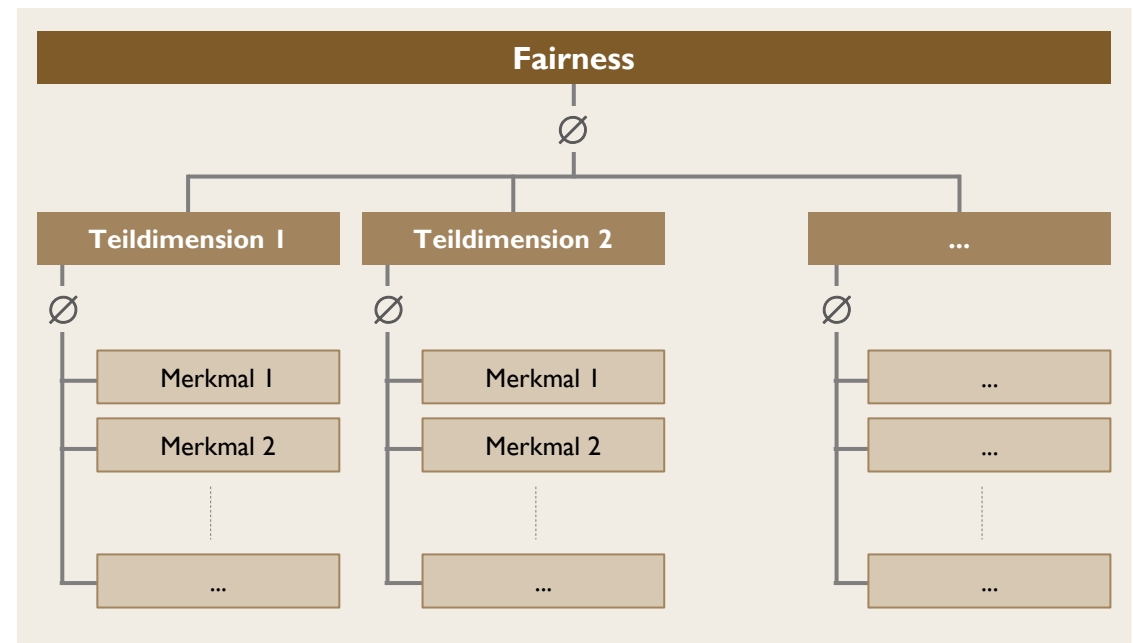 Fairness
∅
Teildimension 1
Teildimension 2
...
∅
∅
∅
Merkmal 1
Merkmal 1
...
Merkmal 2
Merkmal 2
...
...
...
...